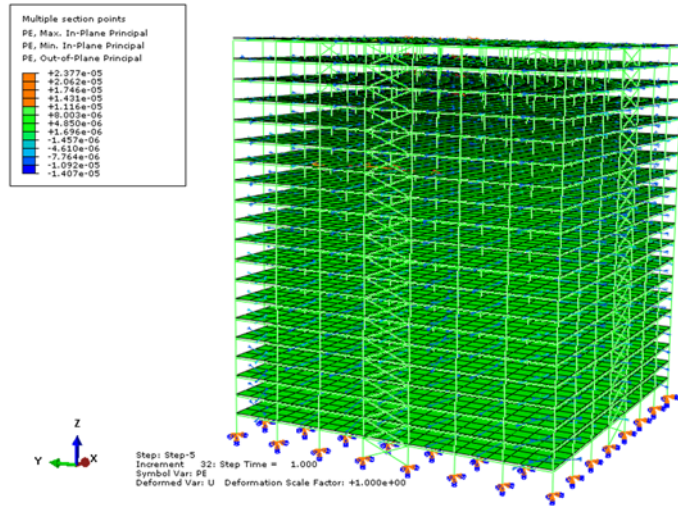 Multiple section points
PE, Max. In-Plane Principal
PE, Min. In-Plane Principal
PE, Out-of-Plane Principal
+2.377e-05
+2.062e-05
+1.746e-05
+1.431e-05
+1.116e-05
+8.003e-06
+4.850e-06
+1.696e-06
-1.457e-06
-4.610e-06
-7.764e-06
-1.092e-05
-1.407e-05
Z
Y
X
Step: Step-5
Increment 32: Step Time = 1.000
Symbol Var: PE
Deformed Var: U Deformation Scale Factor: +1.000e+00